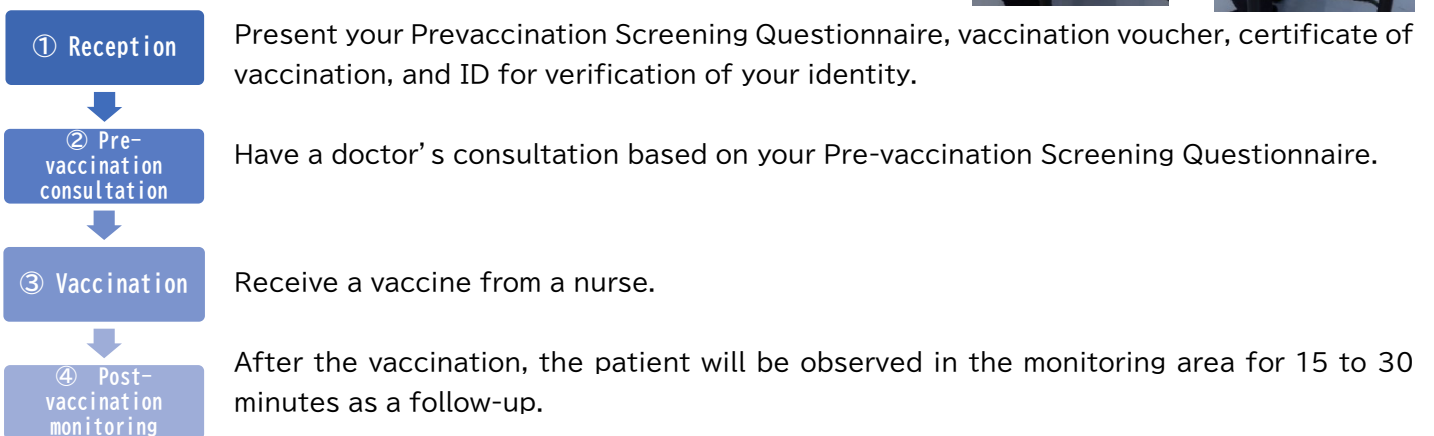 ① Reception
Present your Prevaccination Screening Questionnaire, vaccination voucher, certificate of
vaccination, and ID for verification of your identity.
② Pre-
vaccination
consultation
Have a doctor’s consultation based on your Pre-vaccination Screening Questionnaire.
③ Vaccination
Receive a vaccine from a nurse.
④ Post-
vaccination
monitoring
After the vaccination, the patient will be observed in the monitoring area for 15 to 30
minutes as a follow-up.